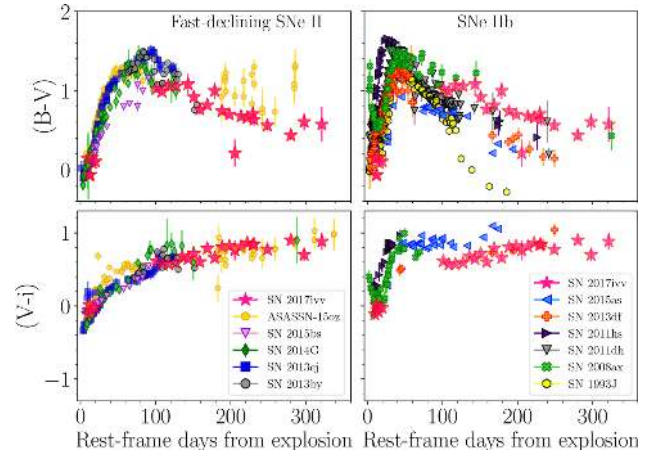 Fast-declining SNe II
SNe IIb
(B-V)
2
1
0
(V-i)
1
0
−1
SN 2017ivv
ASASSN-15oz
SN 2015bs
SN 2014G
SN 2013ej
SN 2013by
SN 2017ivv
SN 2015as
SN 2013df
SN 2011hs
SN 2011dh
SN 2008ax
SN 1993J
0 100 200 300
0 100 200 300
Rest-frame days from explosion
Rest-frame days from explosion